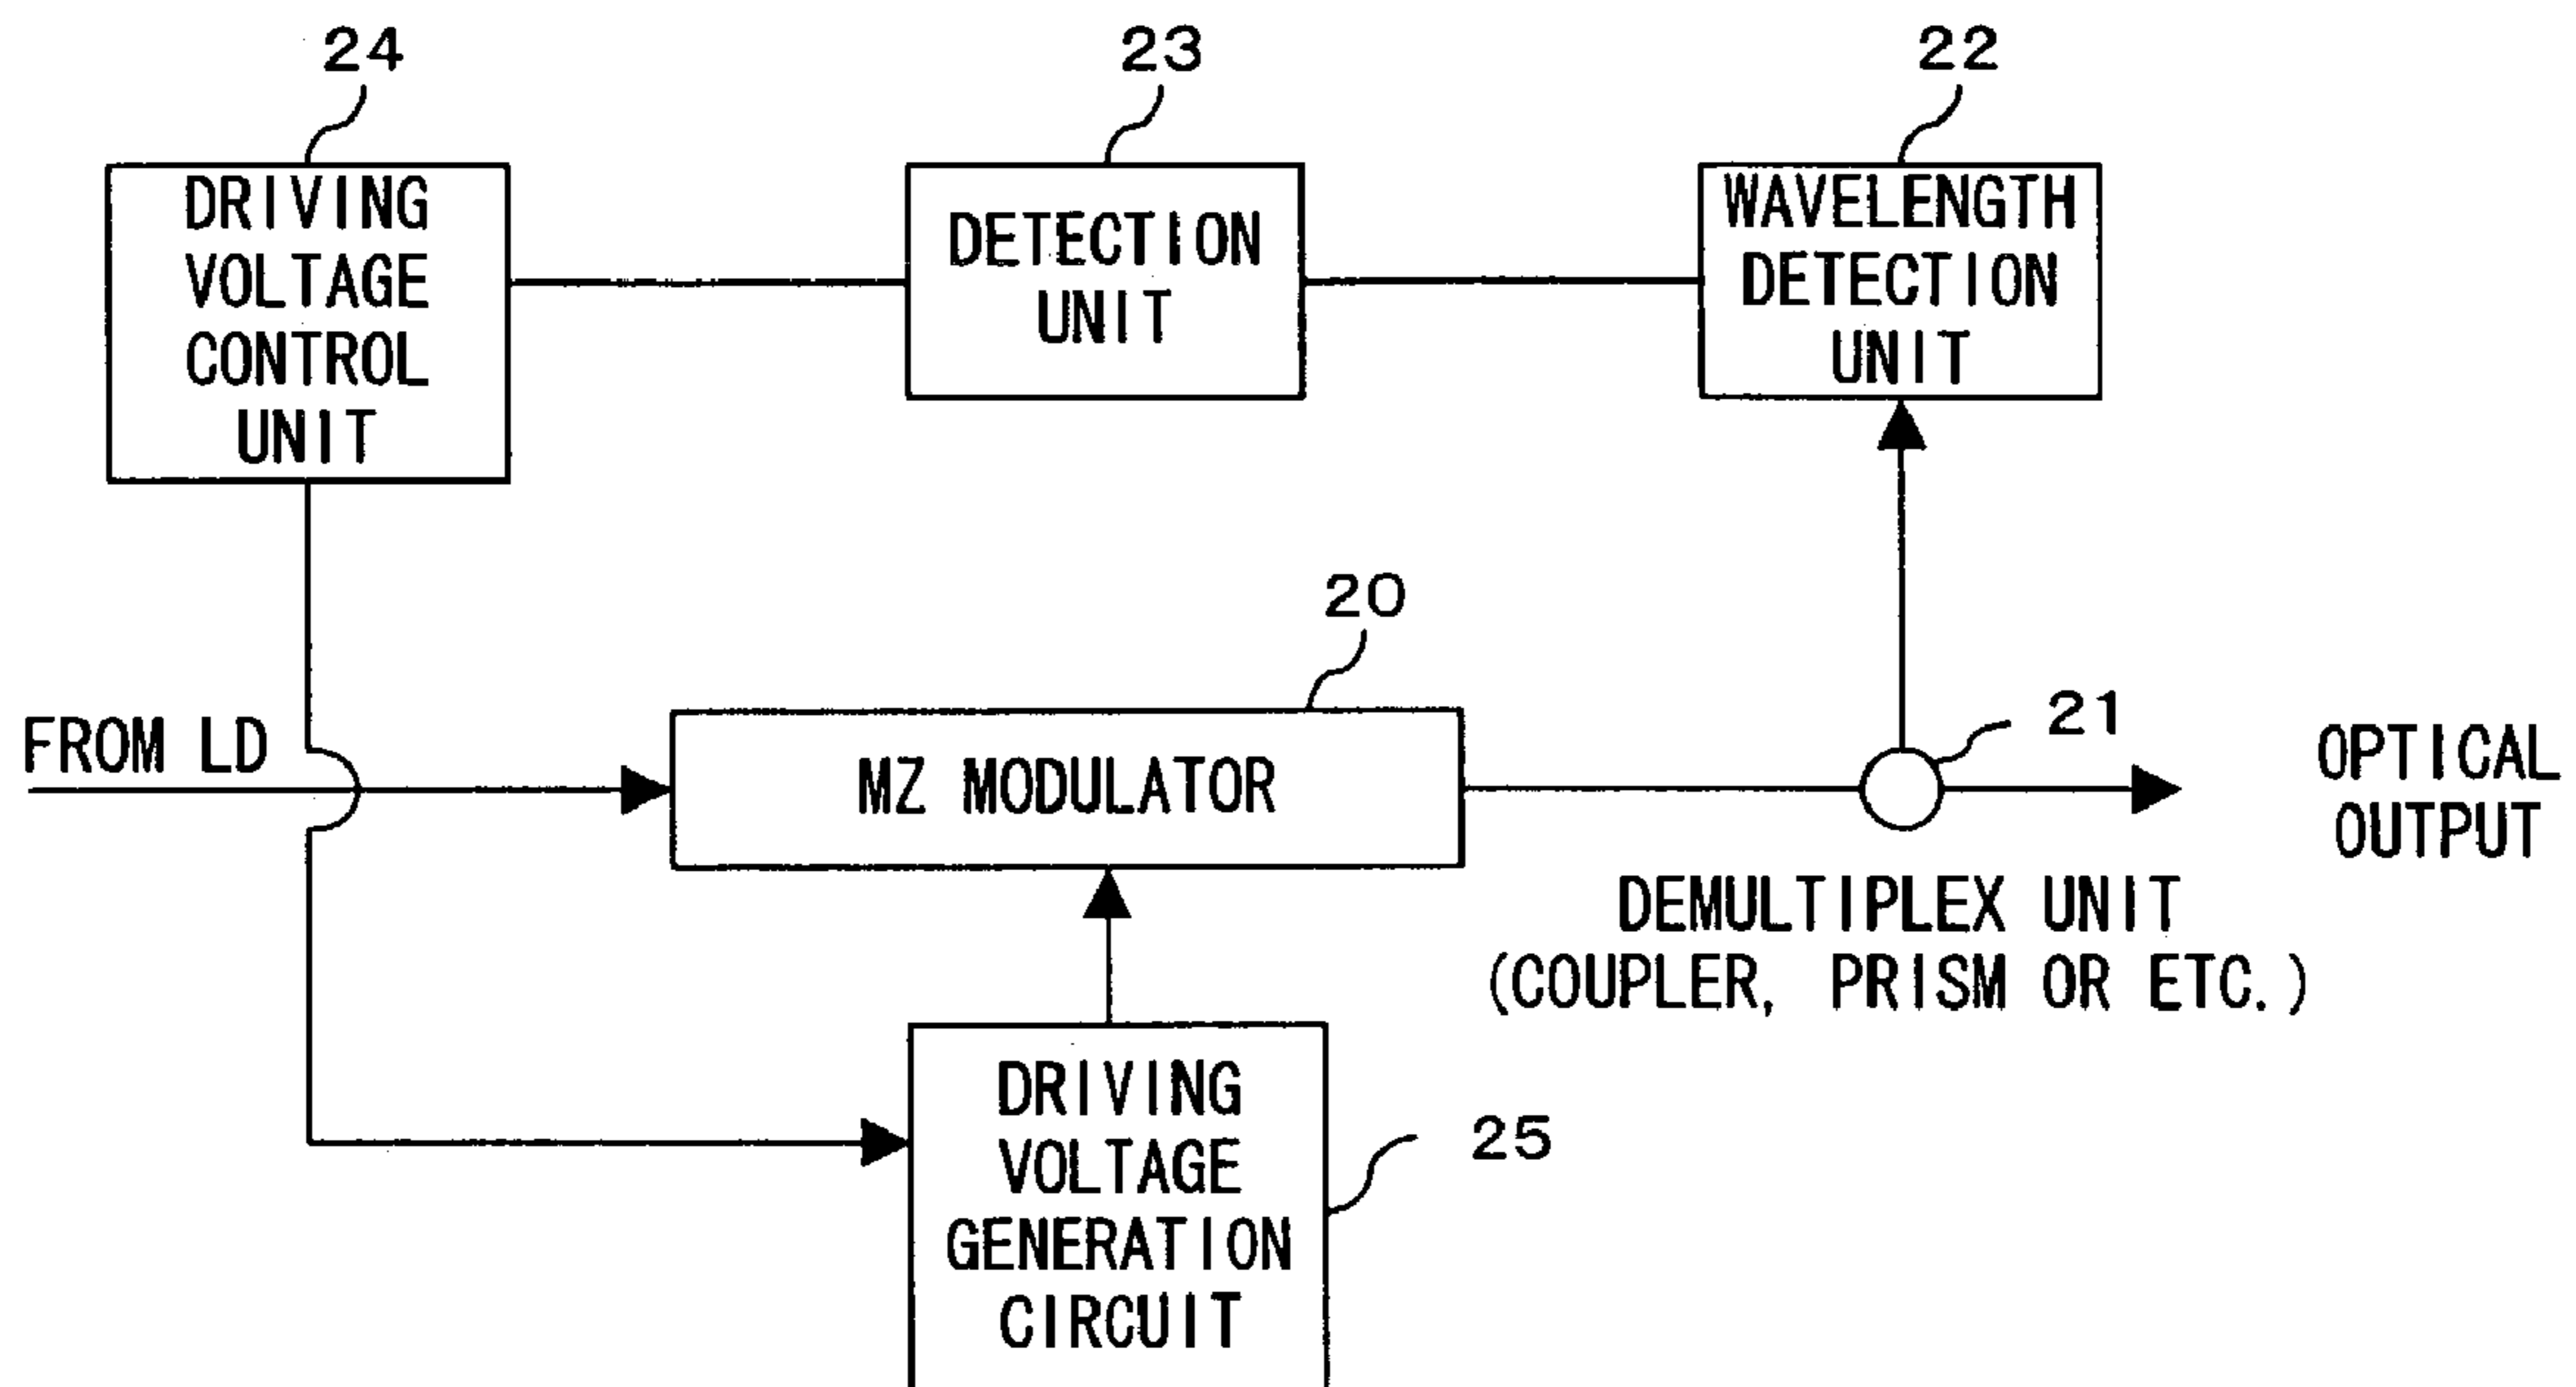 24
23
22
DRIVING
VOLTAGE
CONTROL
UNIT
DETECTION
UNIT
WAVELENGTH
DETECTION
UNIT
20
FROM LD
MZ MODULATOR
21
OPTICAL
OUTPUT
DEMULTIPLEX UNIT
(COUPLER, PRISM OR ETC.)
DRIVING
VOLTAGE
GENERATION
CIRCUIT
25